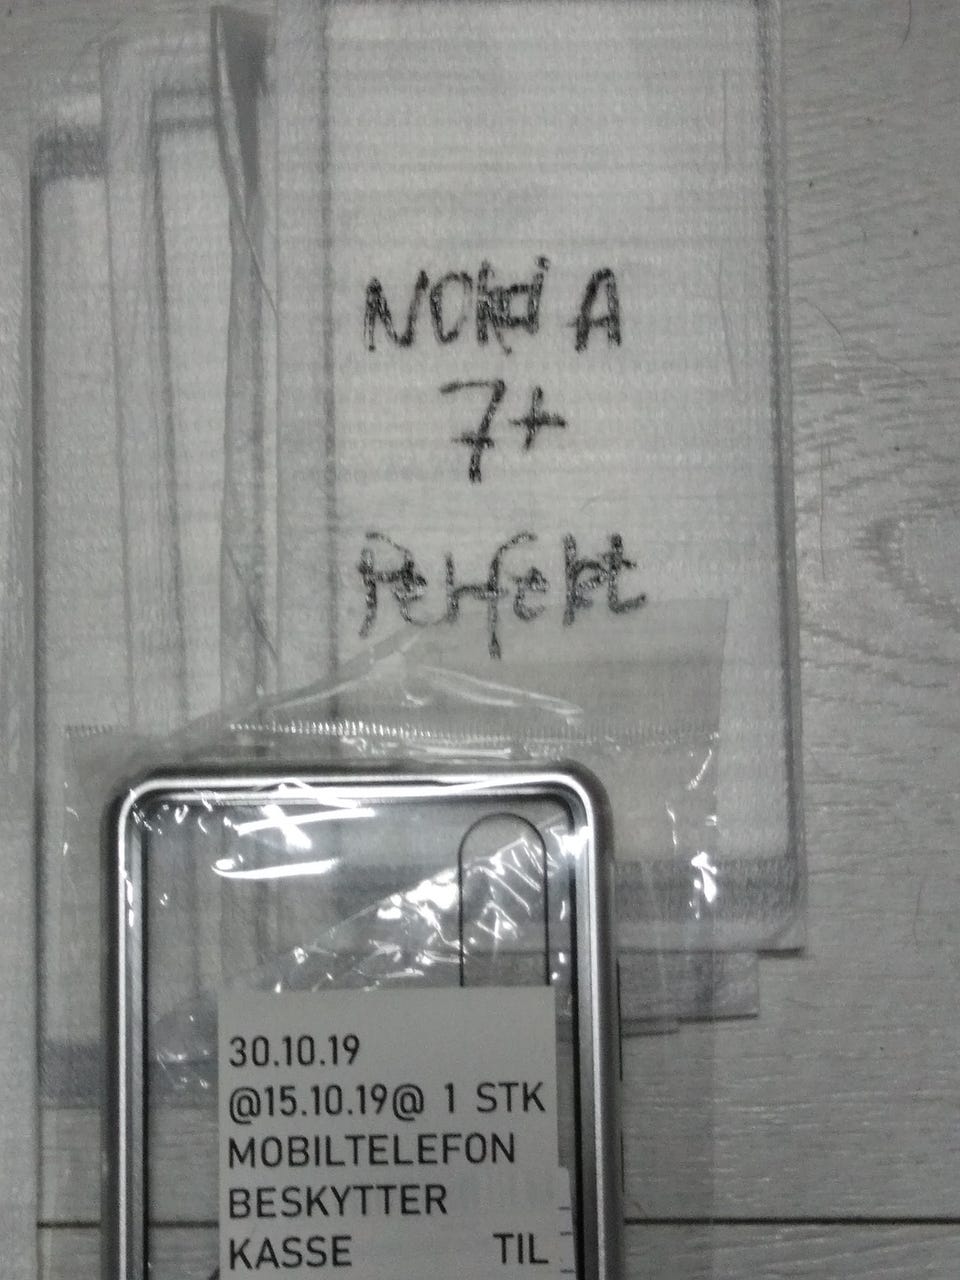 NOKIA
7+
Perfekt
30.10.19
@15.10.19@ 1 STK
MOBILTELEFON
BESKYTTER
KASSE TIL